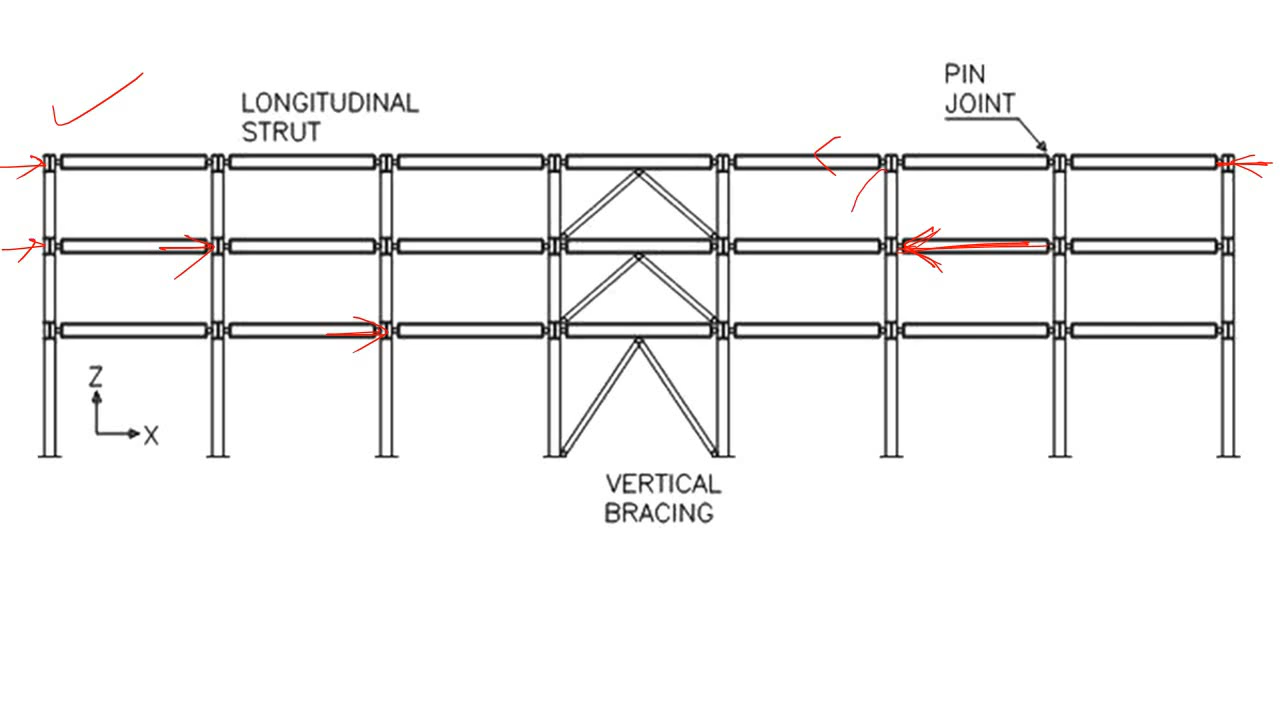 PIN
JOINT
LONGITUDINAL
STRUT
Z
X
VERTICAL
BRACING